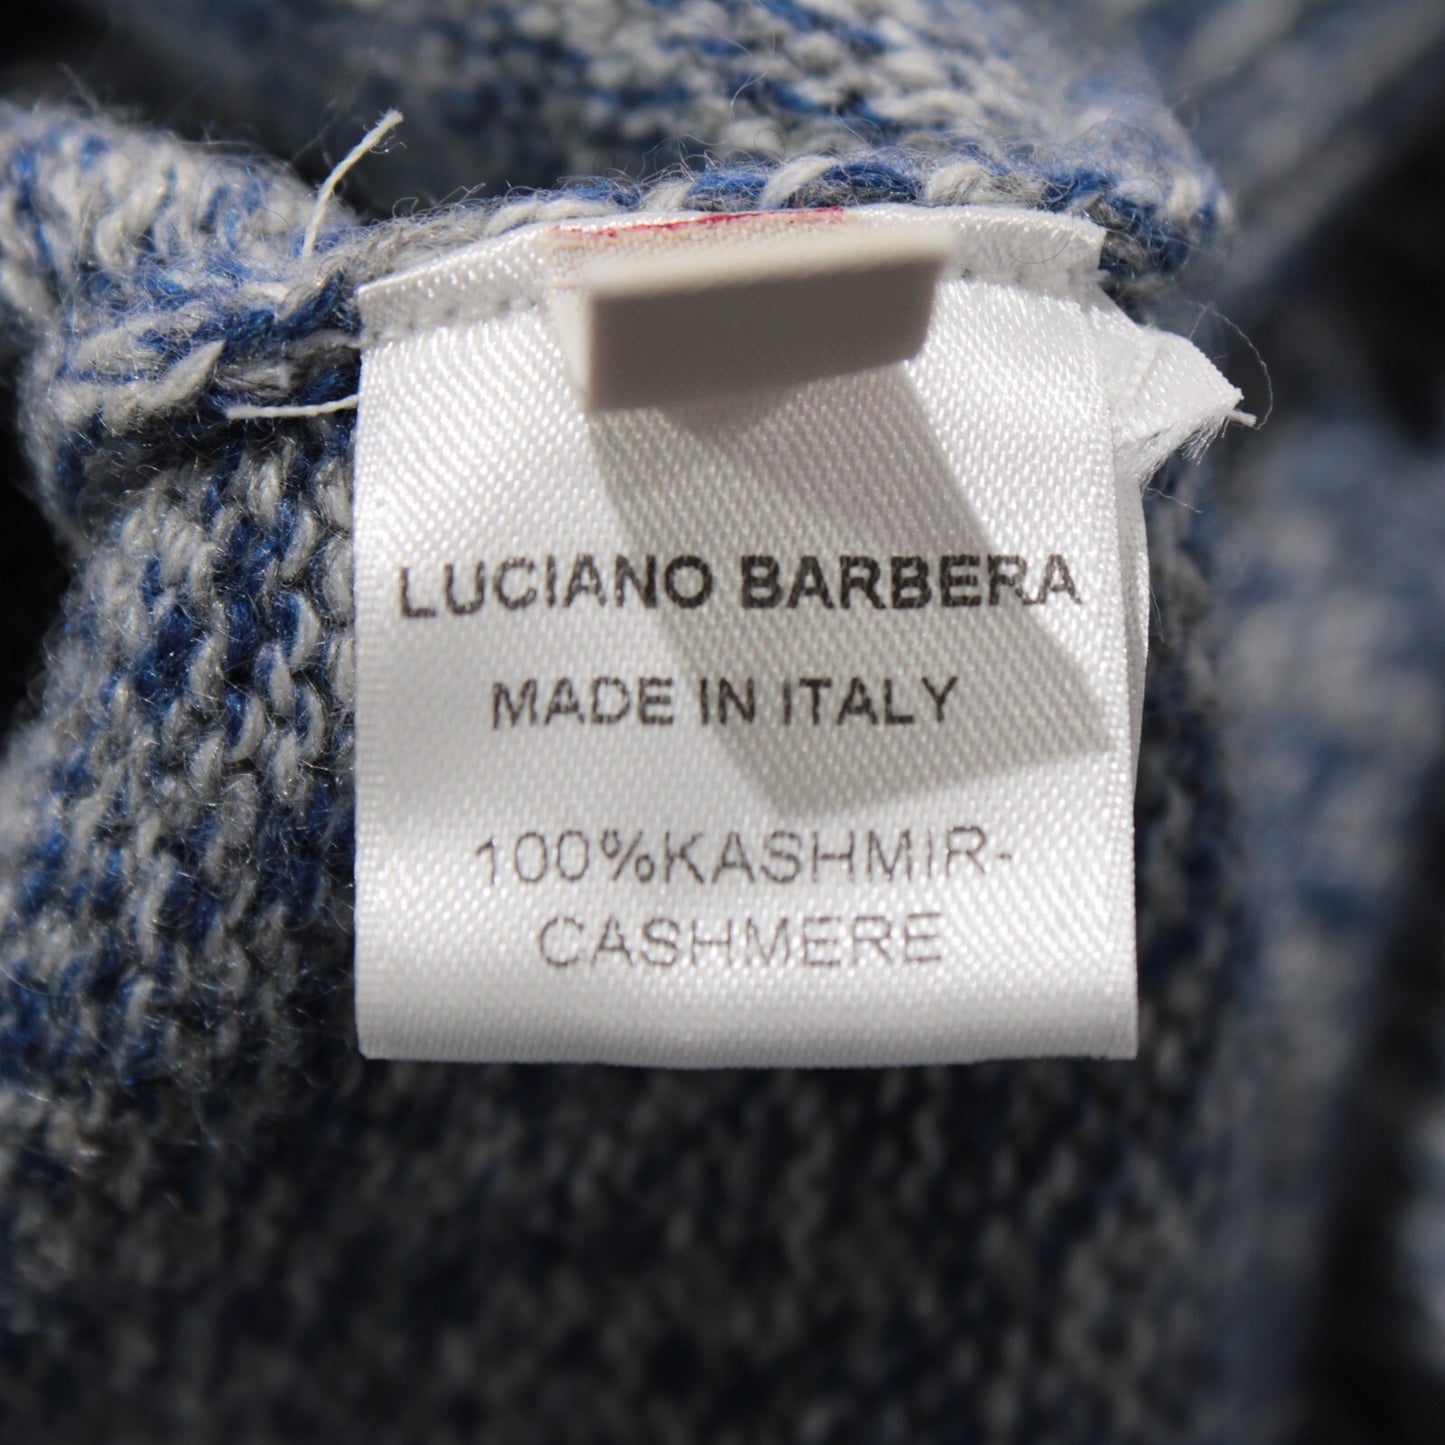 LUCIANO BARBERA
MADE IN ITALY
100%KASHMIR-
CASHMERE